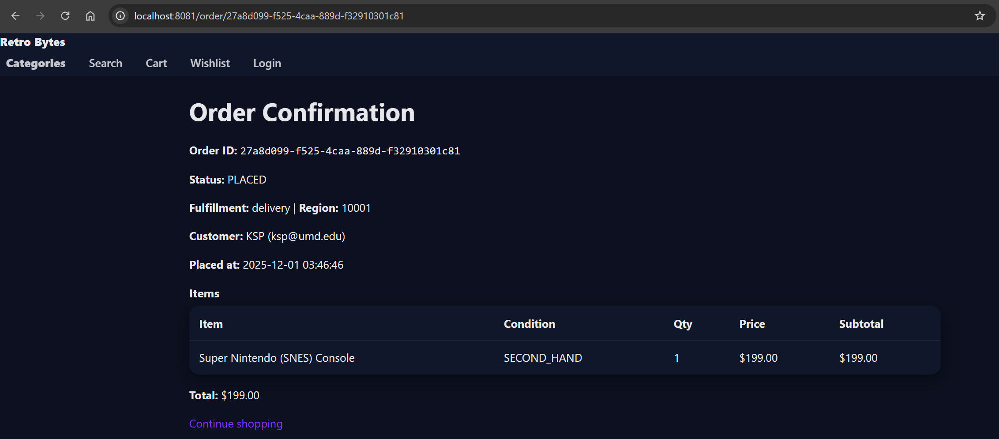 localhost:8081/order/27a8d099-f525-4caa-889d-f32910301c81
Retro Bytes
Categories Search Cart Wishlist Login
Order Confirmation
Order ID: 27a8d099-f525-4caa-889d-f32910301c81
Status: PLACED
Fulfillment: delivery | Region: 10001
Customer: KSP (ksp@umd.edu)
Placed at: 2025-12-01 03:46:46
Items
Item Condition Qty Price Subtotal
Super Nintendo (SNES) Console SECOND_HAND 1 $199.00 $199.00
Total: $199.00
Continue shopping